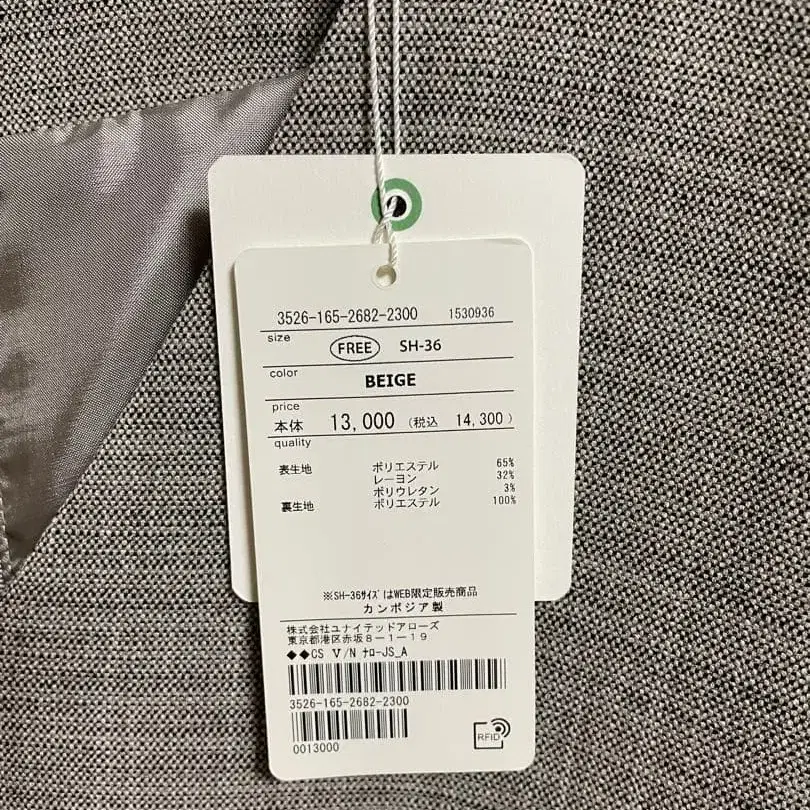 3526-165-2682-2300 1530936
size FREE SH-36
color BEIGE
price
本体 13,000 (税込 14,300)
quality
表生地 ポリエステル 65%
レーヨン 32%
ポリウレタン 3%
裏生地 ポリエステル 100%
※SH-36サイズはWEB限定販売商品
カンボジア製
株式会社ユナイテッドアローズ
東京都港区赤坂8-1-19
◆◆CS V/N ナロ-JS_A
3526-165-2682-2300
0013000
RFID